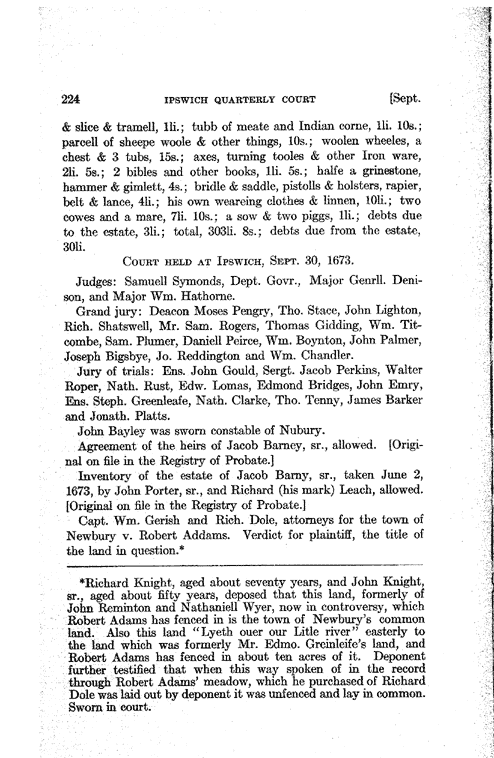 224 IPSWICH QUARTERLY COURT [Sept.
& slice & tramell, 1li.; tubb of meate and Indian corne, 1li. 10s.;
parcell of sheepe woole & other things, 10s.; woolen wheeles, a
chest & 3 tubs, 15s.; axes, turning tooles & other Iron ware,
2li. 5s.; 2 bibles and other books, 1li. 5s.; halfe a grinestone,
hammer & gimlett, 4s.; bridle & saddle, pistolls & holsters, rapier,
belt & lance, 4li.; his own weareing clothes & linnen, 10li.; two
cowes and a mare, 7li. 10s.; a sow & two piggs, 1li.; debts due
to the estate, 3li.; total, 303li. 8s.; debts due from the estate,
30li.
COURT HELD AT IPSWICH, SEPT. 30, 1673.
Judges: Samuell Symonds, Dept. Govr., Major Genrll. Deni-
son, and Major Wm. Hathorne.
Grand jury: Deacon Moses Pengry, Tho. Stace, John Lighton,
Rich. Shatswell, Mr. Sam. Rogers, Thomas Gidding, Wm. Tit-
combe, Sam. Plumer, Daniell Peirce, Wm. Boynton, John Palmer,
Joseph Bigsbye, Jo. Reddington and Wm. Chandler.
Jury of trials: Ens. John Gould, Sergt. Jacob Perkins, Walter
Roper, Nath. Rust, Edw. Lomas, Edmond Bridges, John Emry,
Ens. Steph. Greenleafe, Nath. Clarke, Tho. Tenny, James Barker
and Jonath. Platts.
John Bayley was sworn constable of Nubury.
Agreement of the heirs of Jacob Barney, sr., allowed. [Origi-
nal on file in the Registry of Probate.]
Inventory of the estate of Jacob Barny, sr., taken June 2,
1673, by John Porter, sr., and Richard (his mark) Leach, allowed.
[Original on file in the Registry of Probate.]
Capt. Wm. Gerish and Rich. Dole, attorneys for the town of
Newbury v. Robert Addams. Verdict for plaintiff, the title of
the land in question.*
*Richard Knight, aged about seventy years, and John Knight,
sr., aged about fifty years, deposed that this land, formerly of
John Reminton and Nathaniell Wyer, now in controversy, which
Robert Adams has fenced in is the town of Newbury's common
land. Also this land "Lyeth ouer our Litle river" easterly to
the land which was formerly Mr. Edmo. Greinleife's land, and
Robert Adams has fenced in about ten acres of it. Deponent
further testified that when this way spoken of in the record
through Robert Adams' meadow, which he purchased of Richard
Dole was laid out by deponent it was unfenced and lay in common.
Sworn in court.